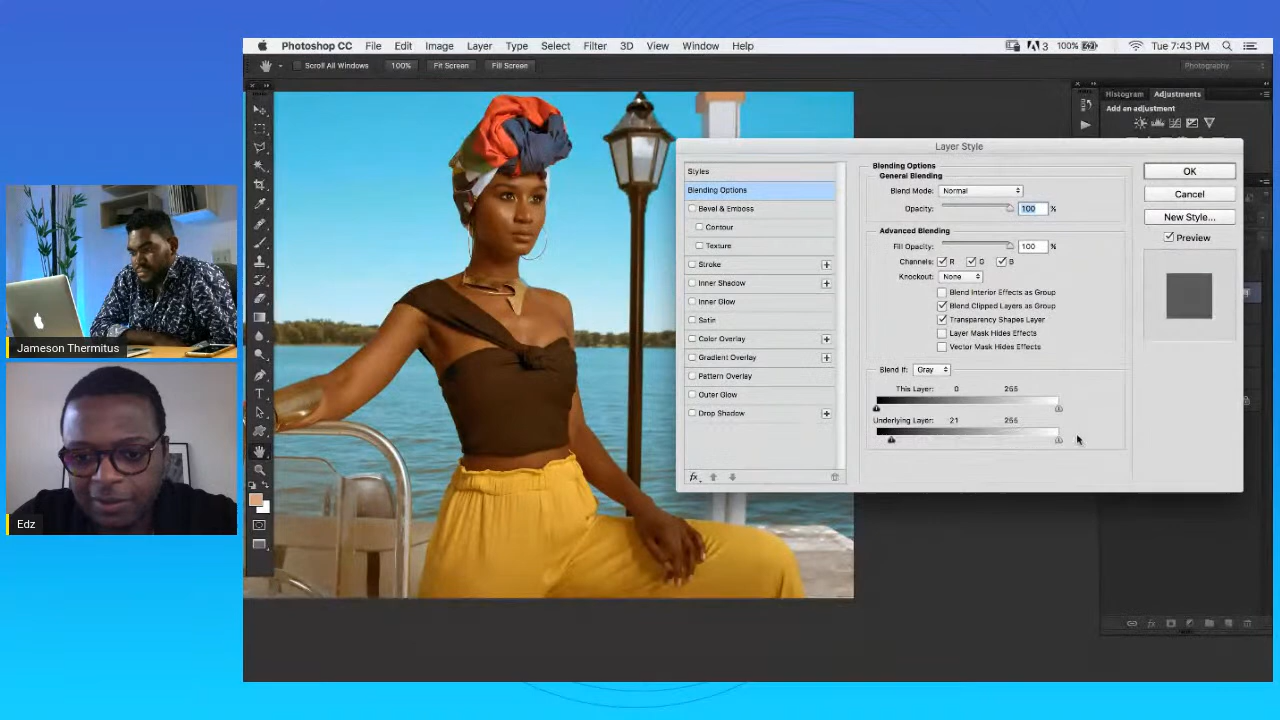 Photoshop CC File Edit Image Layer Type Select Filter 3D View Window Help 3 100% Tue 7:43 PM
Scroll All Windows 100% Fit Screen Fill Screen Photography
Histogram Adjustments
Add an adjustment
Layer Style
Styles
Blending Options
Bevel & Emboss
Contour
Texture
Stroke
Inner Shadow
Inner Glow
Satin
Color Overlay
Gradient Overlay
Pattern Overlay
Outer Glow
Drop Shadow
fx
Blending Options
General Blending
Blend Mode: Normal
Opacity: 100 %
Advanced Blending
Fill Opacity: 100 %
Channels: R G B
Knockout: None
Blend Interior Effects as Group
Blend Clipped Layers as Group
Transparency Shapes Layer
Layer Mask Hides Effects
Vector Mask Hides Effects
Blend If: Gray
This Layer: 0 255
Underlying Layer: 21 255
OK
Cancel
New Style...
Preview
Jameson Thermitus
Edz
fx